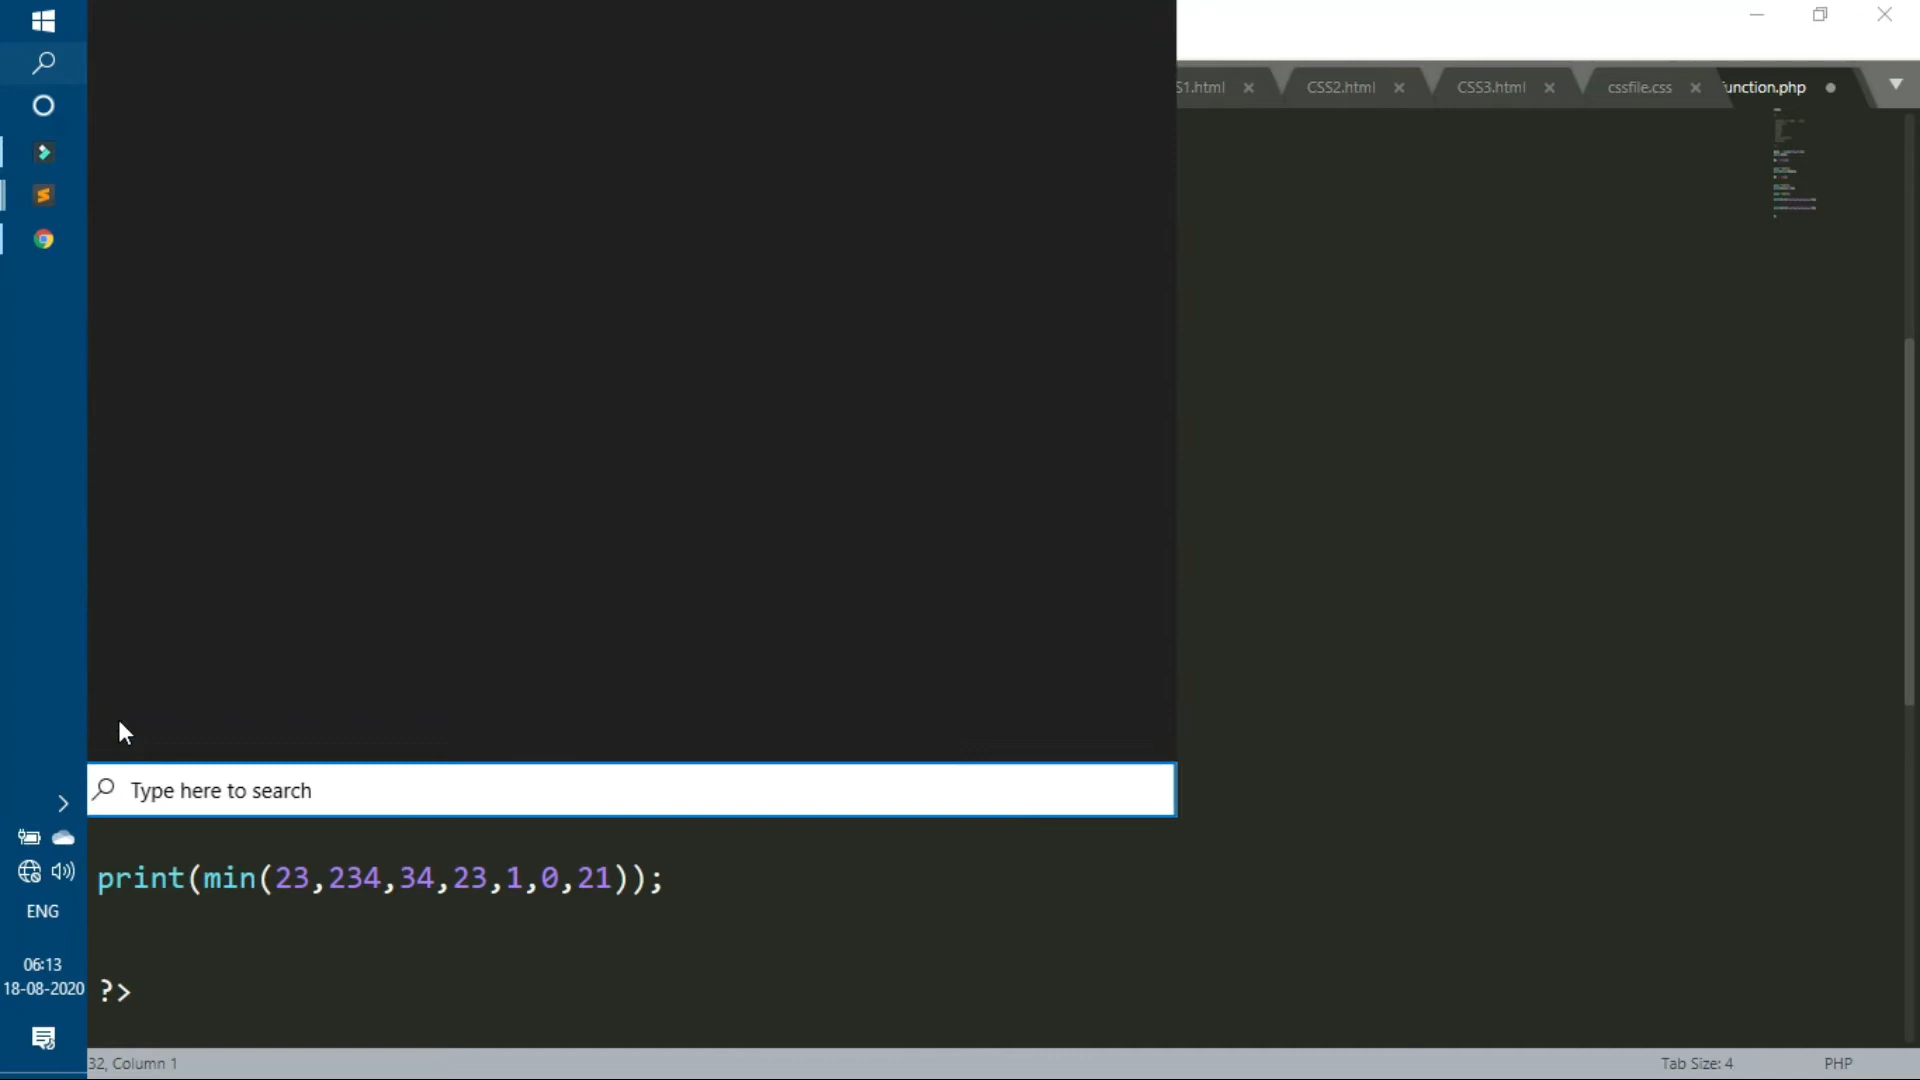 S1.html
CSS2.html
CSS3.html
cssfile.css
unction.php
Type here to search
print(min(23,234,34,23,1,0,21));
?>
ENG
06:13
18-08-2020
32, Column 1
Tab Size: 4
PHP